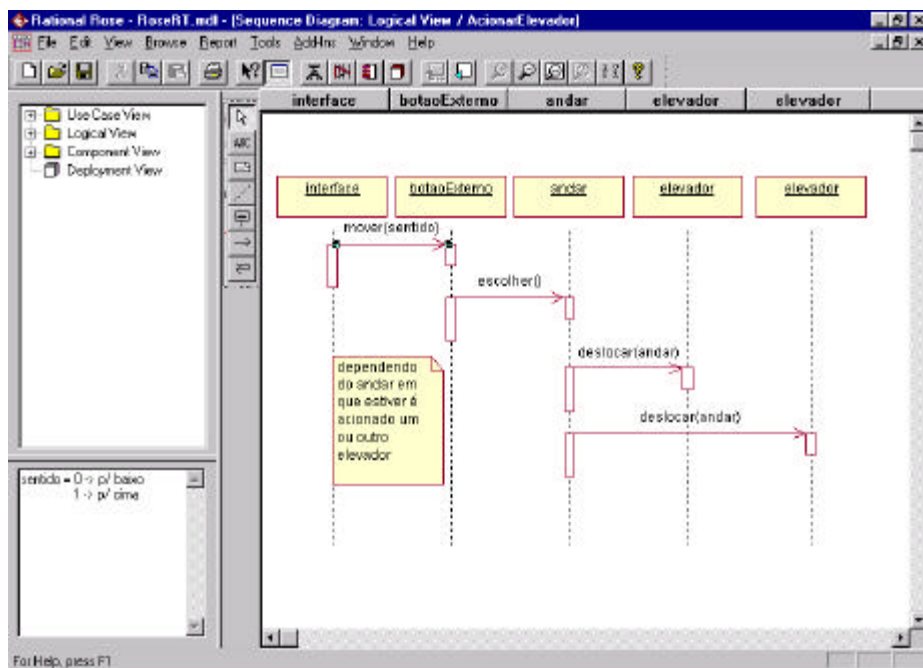 Rational Rose - RoseRT.mdl - (Sequence Diagram: Logical View / AcionarElevador)
File Edit View Browse Report Tools Add-Ins Window Help
interface botaoExterno andar elevador elevador
Use Case View
Logical View
Component View
Deployment View
ABC
interface botaoExterno andar elevador elevador
mover(sentido)
escolher()
deslocar(andar)
deslocar(andar)
dependendo
do andar em
que estiver é
acionado um
ou outro
elevador
sentido = 0 -> p/ baixo
1 -> p/ cima
For Help, press F1